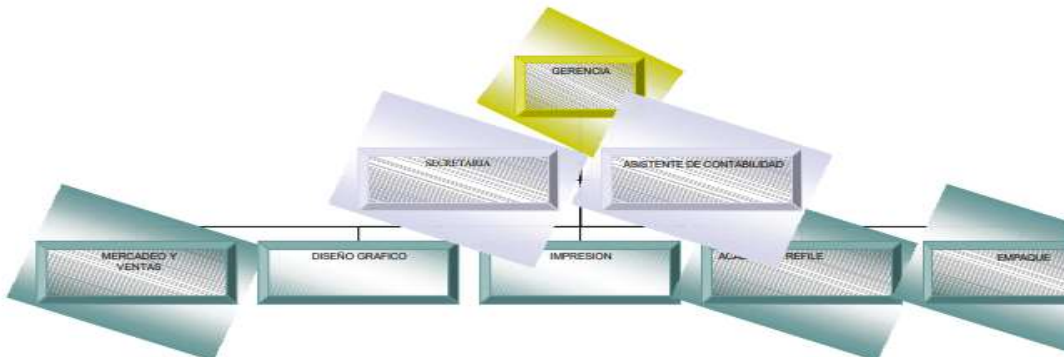 GERENCIA
SECRETARIA
ASISTENTE DE CONTABILIDAD
MERCADEO Y
VENTAS
DISEÑO GRAFICO
IMPRESION
REFILE
EMPAQUE